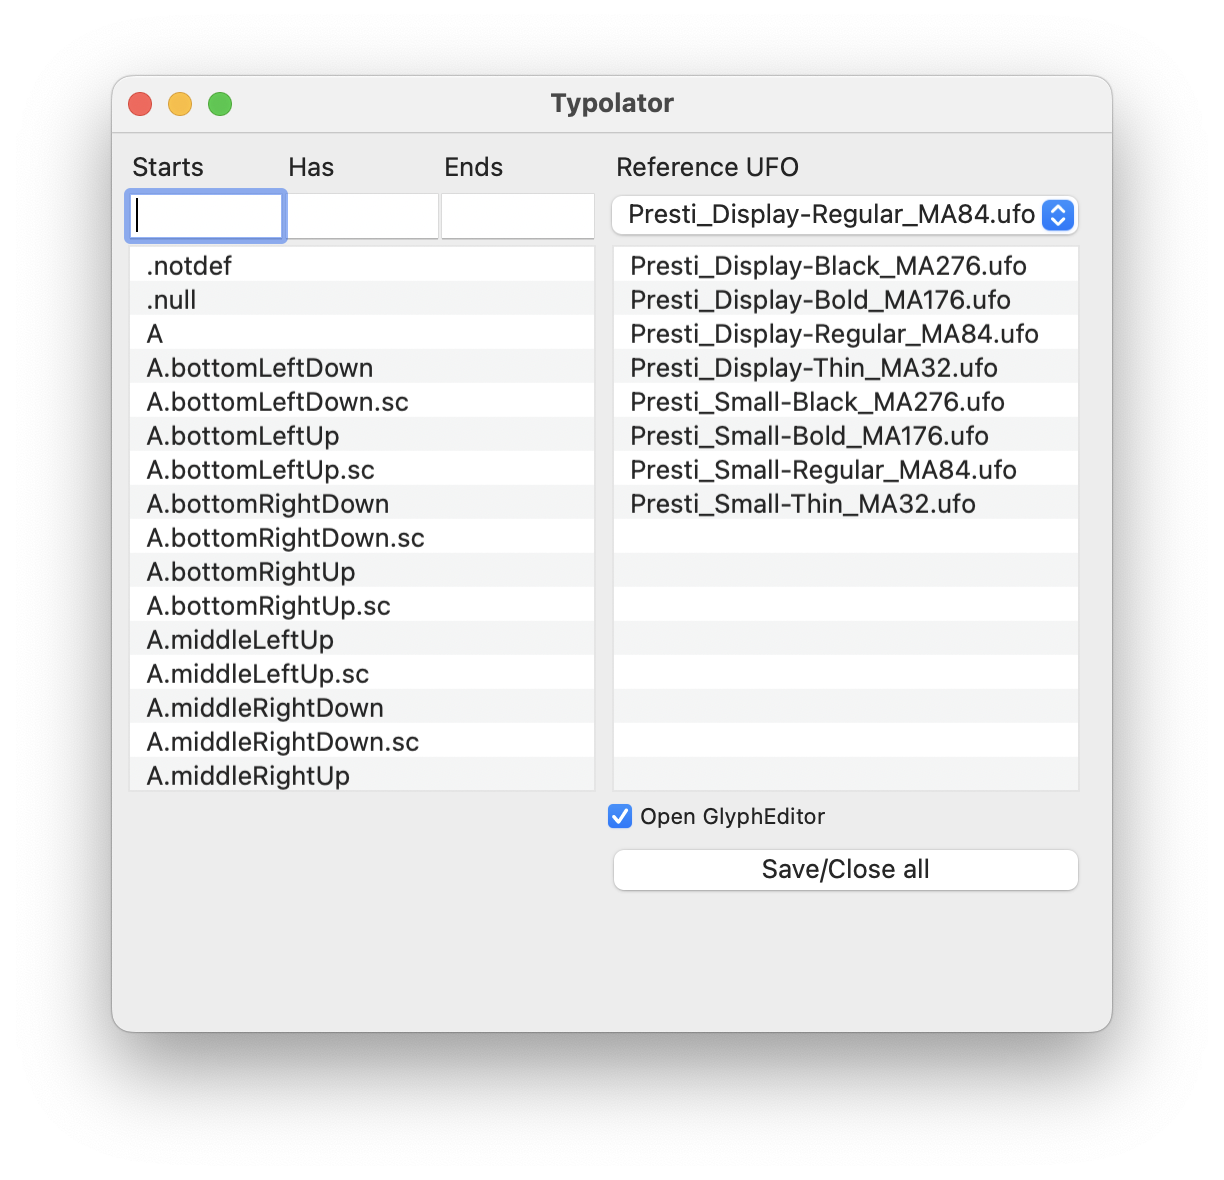 Typolator
Starts Has Ends
.notdef
.null
A
A.bottomLeftDown
A.bottomLeftDown.sc
A.bottomLeftUp
A.bottomLeftUp.sc
A.bottomRightDown
A.bottomRightDown.sc
A.bottomRightUp
A.bottomRightUp.sc
A.middleLeftUp
A.middleLeftUp.sc
A.middleRightDown
A.middleRightDown.sc
A.middleRightUp
Reference UFO
Presti_Display-Regular_MA84.ufo
Presti_Display-Black_MA276.ufo
Presti_Display-Bold_MA176.ufo
Presti_Display-Regular_MA84.ufo
Presti_Display-Thin_MA32.ufo
Presti_Small-Black_MA276.ufo
Presti_Small-Bold_MA176.ufo
Presti_Small-Regular_MA84.ufo
Presti_Small-Thin_MA32.ufo
Open GlyphEditor
Save/Close all